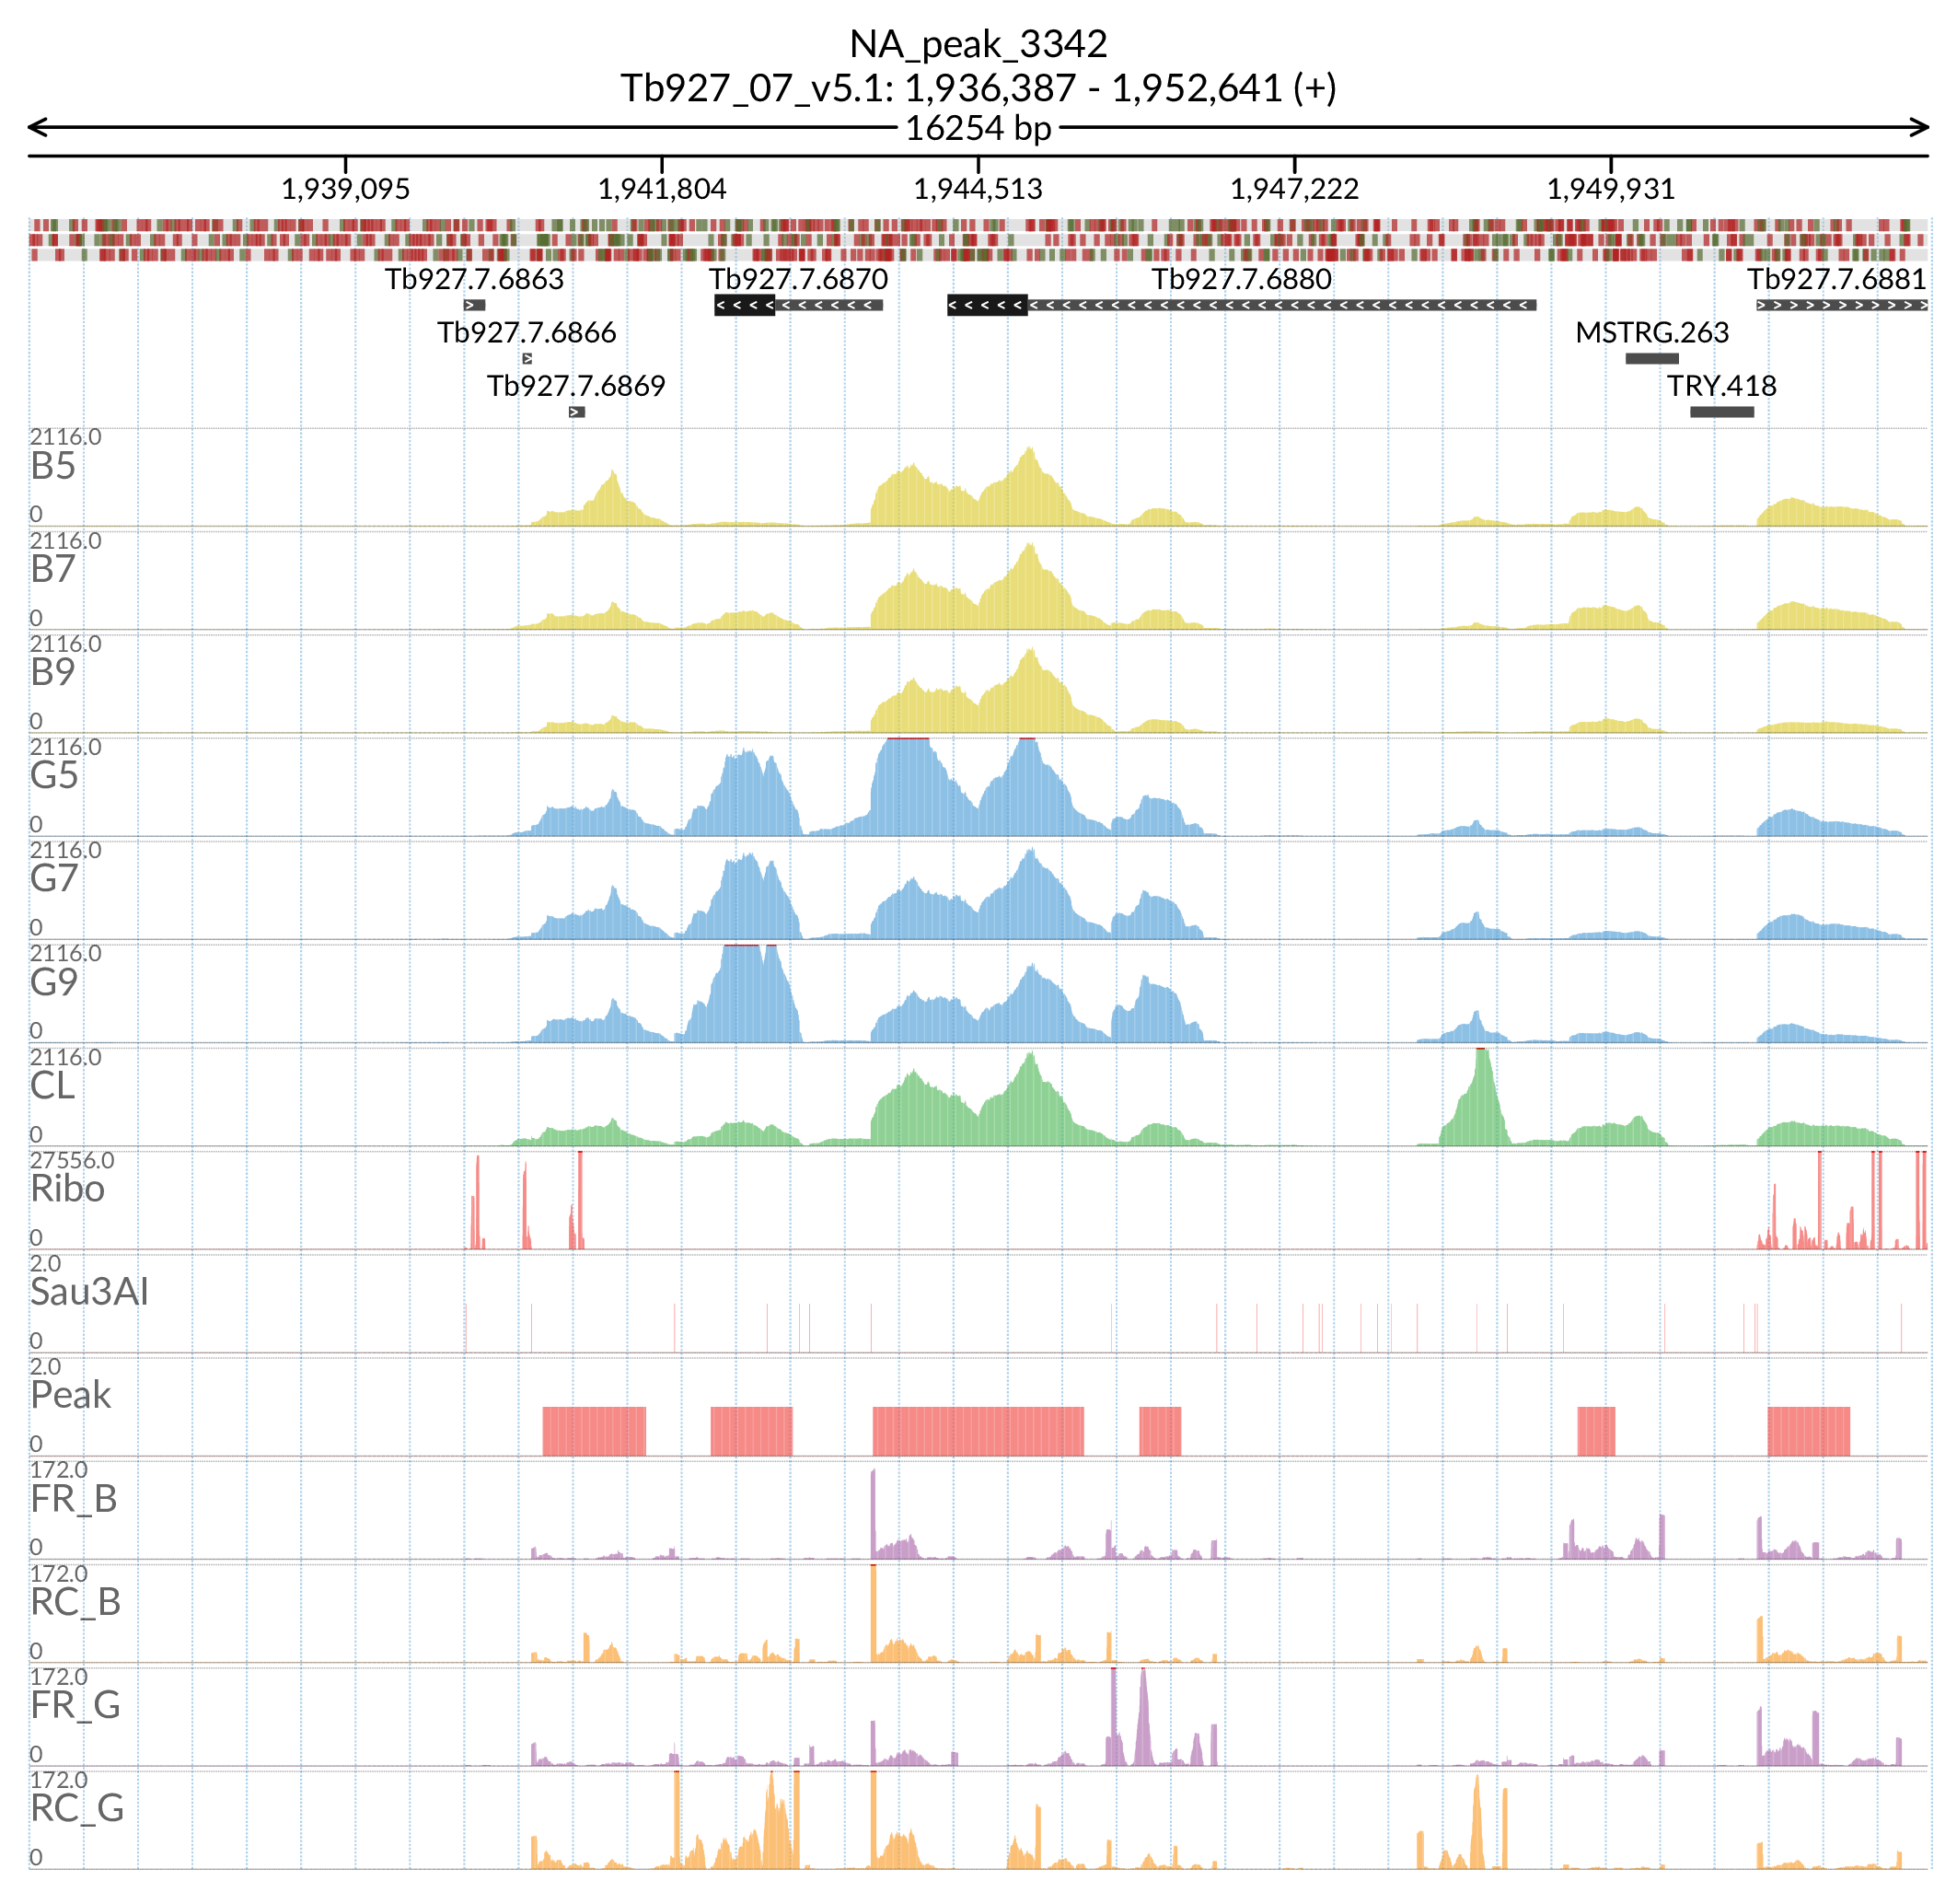 NA_peak_3342
Tb927_07_v5.1: 1,936,387 - 1,952,641 (+)
16254 bp
1,939,095 1,941,804 1,944,513 1,947,222 1,949,931
Tb927.7.6863 Tb927.7.6870 Tb927.7.6880 Tb927.7.6881
Tb927.7.6866 MSTRG.263
Tb927.7.6869 TRY.418
2116.0
B5
0
2116.0
B7
0
2116.0
B9
0
2116.0
G5
0
2116.0
G7
0
2116.0
G9
0
2116.0
CL
0
27556.0
Ribo
0
2.0
Sau3AI
0
2.0
Peak
0
172.0
FR_B
0
172.0
RC_B
0
172.0
FR_G
0
172.0
RC_G
0